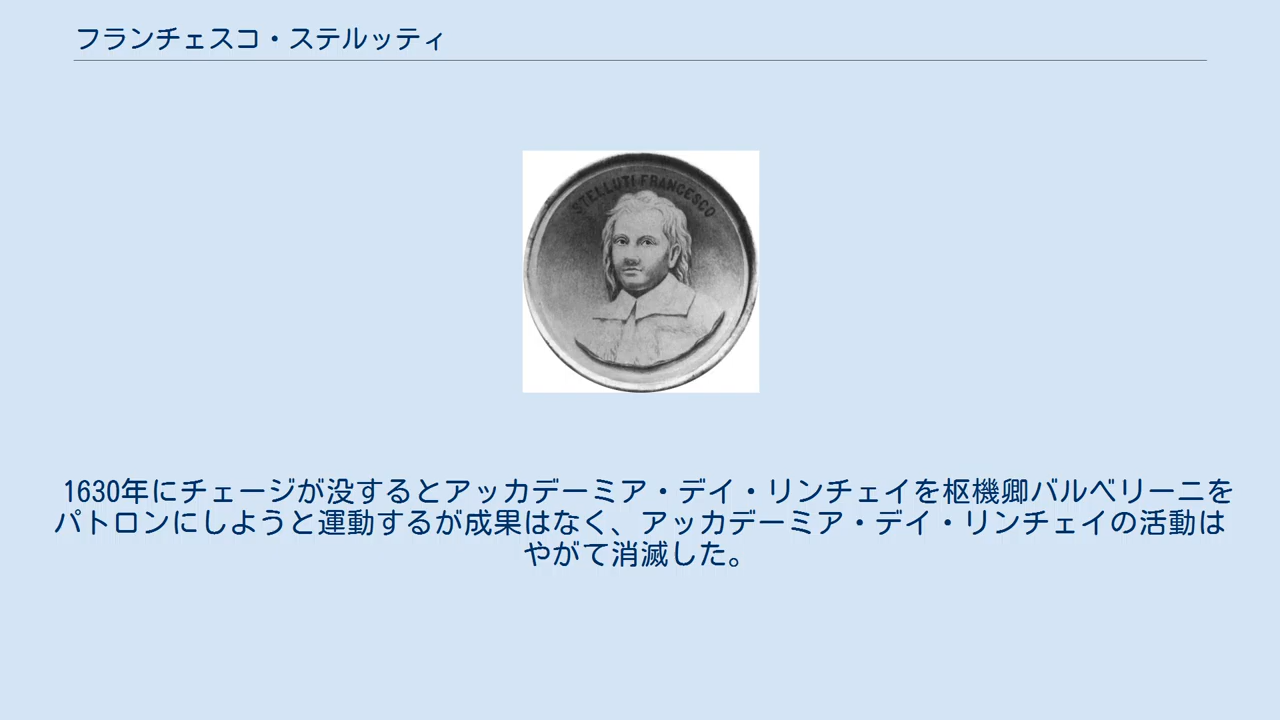 フランチェスコ・ステルッティ
STELLUTI FRANCESCO
1630年にチェージが没するとアッカデーミア・デイ・リンチェイを枢機卿バルベリーニを
パトロンにしようと運動するが成果はなく、アッカデーミア・デイ・リンチェイの活動は
やがて消滅した。